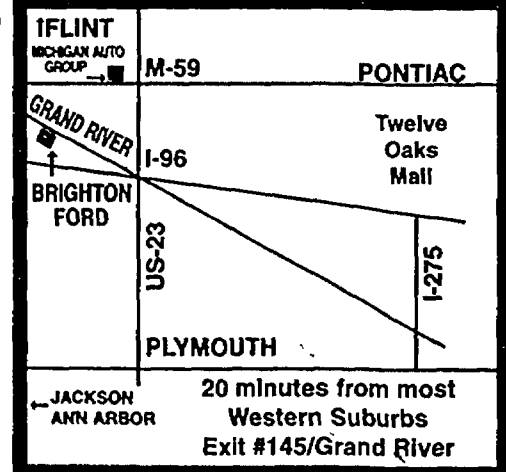 ↑FLINT
MICHIGAN AUTO
GROUP →
M-59
PONTIAC
GRAND RIVER
Twelve
Oaks
Mall
I-96
BRIGHTON
FORD
US-23
I-275
PLYMOUTH
← JACKSON
ANN ARBOR
20 minutes from most
Western Suburbs
Exit #145/Grand River